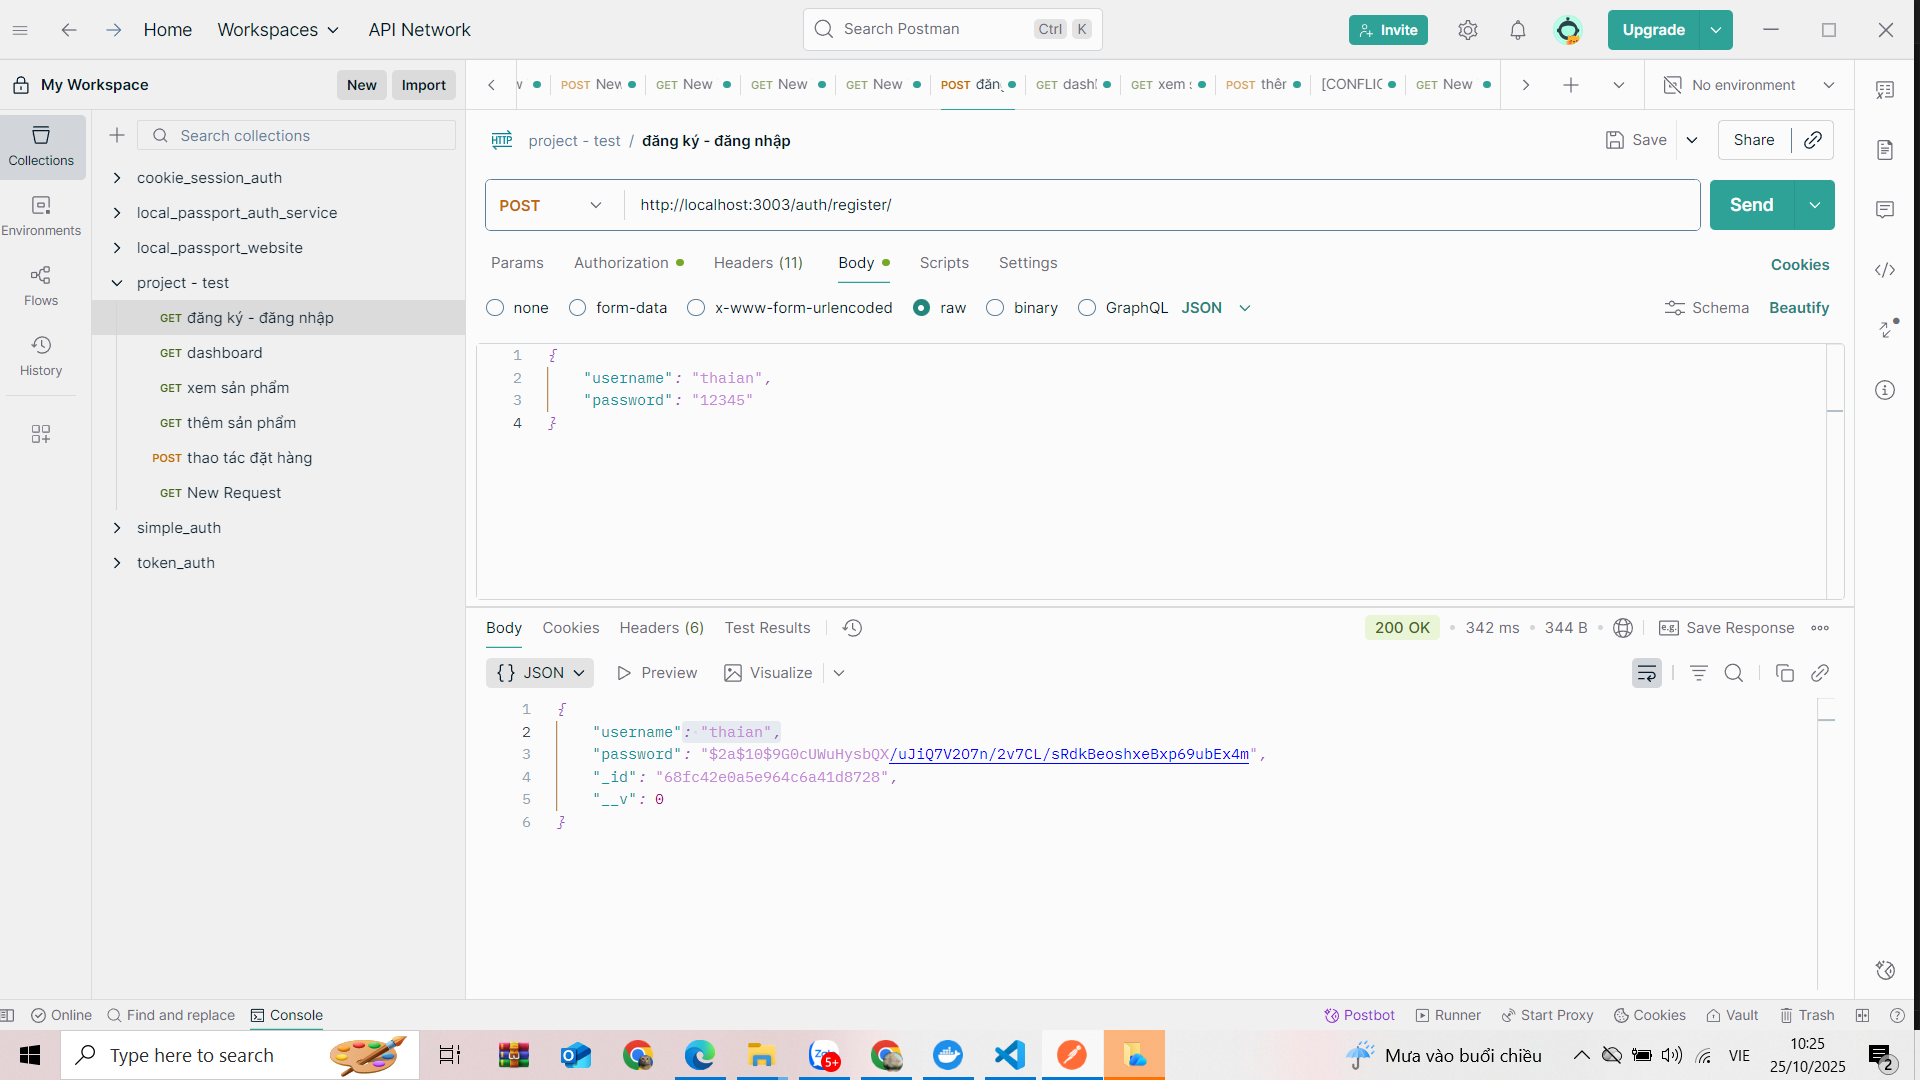 Home
Workspaces
API Network
Search Postman
Ctrl
K
Invite
Upgrade
My Workspace
New
Import
POST New
GET New
GET New
GET New
POST đăn
GET dash
GET xem
POST thên
[CONFLIC
GET New
No environment
Search collections
Collections
Environments
Flows
History
cookie_session_auth
local_passport_auth_service
local_passport_website
project - test
GET đăng ký - đăng nhập
GET dashboard
GET xem sản phẩm
GET thêm sản phẩm
POST thao tác đặt hàng
GET New Request
simple_auth
token_auth
HTTP project - test / đăng ký - đăng nhập
Save
Share
POST
http://localhost:3003/auth/register/
Send
Params
Authorization
Headers (11)
Body
Scripts
Settings
Cookies
none
form-data
x-www-form-urlencoded
raw
binary
GraphQL
JSON
Schema
Beautify
1 {
2 "username": "thaian",
3 "password": "12345"
4 }
Body
Cookies
Headers (6)
Test Results
200 OK
342 ms
344 B
e.g. Save Response
{} JSON
Preview
Visualize
1 {
2 "username": "thaian",
3 "password": "$2a$10$9G0cUWuHysbQX/uJiQ7V2O7n/2v7CL/sRdkBeoshxeBxp69ubEx4m",
4 "_id": "68fc42e0a5e964c6a41d8728",
5 "__v": 0
6 }
Online
Find and replace
Console
Postbot
Runner
Start Proxy
Cookies
Vault
Trash
Type here to search
5+
Mưa vào buổi chiều
VIE
10:25
25/10/2025
2